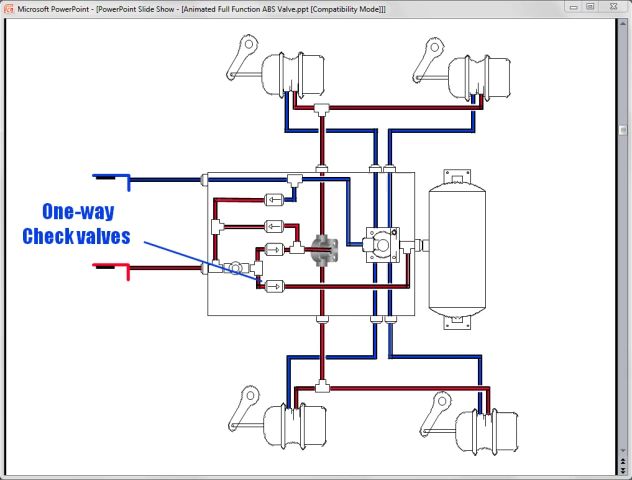 Microsoft PowerPoint - [PowerPoint Slide Show - [Animated Full Function ABS Valve.ppt [Compatibility Mode]]]
One-way
Check valves